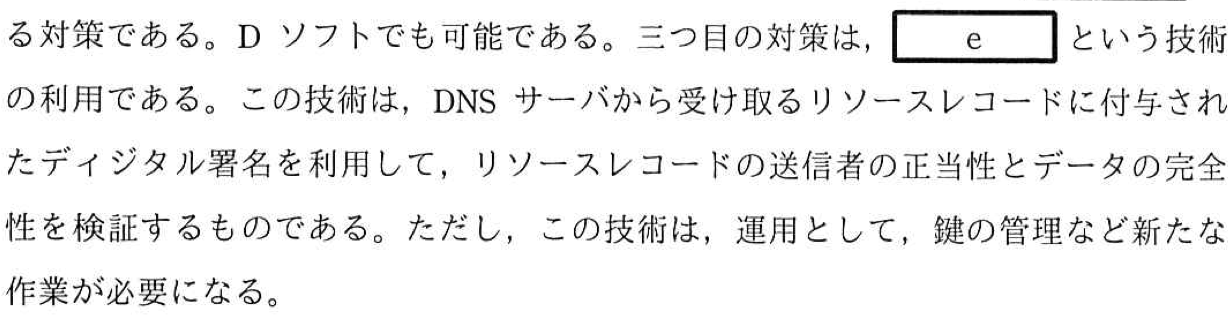 る対策である。D ソフトでも可能である。三つ目の対策は， e という技術
の利用である。この技術は，DNS サーバから受け取るリソースレコードに付与され
たディジタル署名を利用して，リソースレコードの送信者の正当性とデータの完全
性を検証するものである。ただし，この技術は，運用として，鍵の管理など新たな
作業が必要になる。